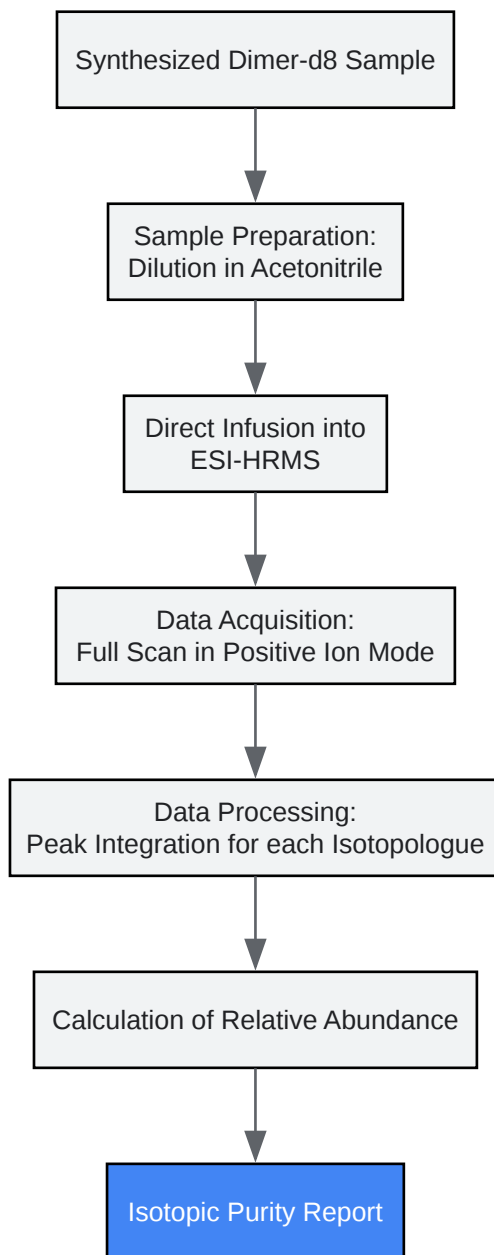 Synthesized Dimer-d8 Sample
Sample Preparation:
Dilution in Acetonitrile
Direct Infusion into
ESI-HRMS
Data Acquisition:
Full Scan in Positive Ion Mode
Data Processing:
Peak Integration for each Isotopologue
Calculation of Relative Abundance
Isotopic Purity Report